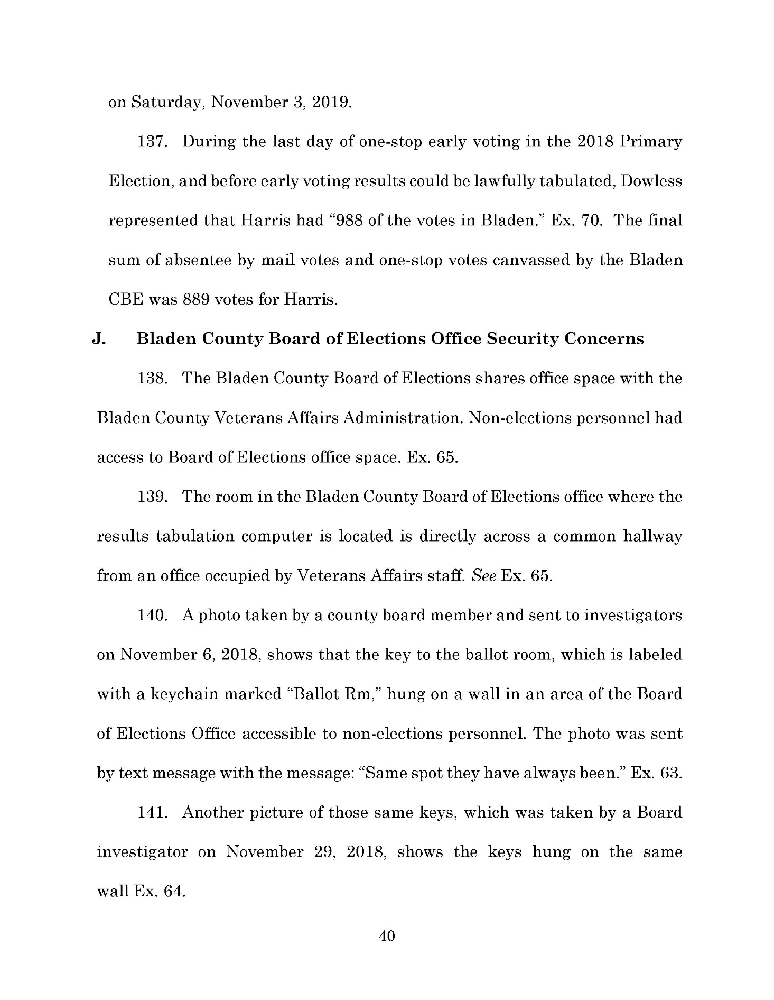 on Saturday, November 3, 2019.
137. During the last day of one-stop early voting in the 2018 Primary
Election, and before early voting results could be lawfully tabulated, Dowless
represented that Harris had “988 of the votes in Bladen.” Ex. 70. The final
sum of absentee by mail votes and one-stop votes canvassed by the Bladen
CBE was 889 votes for Harris.
J. Bladen County Board of Elections Office Security Concerns
138. The Bladen County Board of Elections shares office space with the
Bladen County Veterans Affairs Administration. Non-elections personnel had
access to Board of Elections office space. Ex. 65.
139. The room in the Bladen County Board of Elections office where the
results tabulation computer is located is directly across a common hallway
from an office occupied by Veterans Affairs staff. See Ex. 65.
140. A photo taken by a county board member and sent to investigators
on November 6, 2018, shows that the key to the ballot room, which is labeled
with a keychain marked “Ballot Rm,” hung on a wall in an area of the Board
of Elections Office accessible to non-elections personnel. The photo was sent
by text message with the message: “Same spot they have always been.” Ex. 63.
141. Another picture of those same keys, which was taken by a Board
investigator on November 29, 2018, shows the keys hung on the same
wall Ex. 64.
40